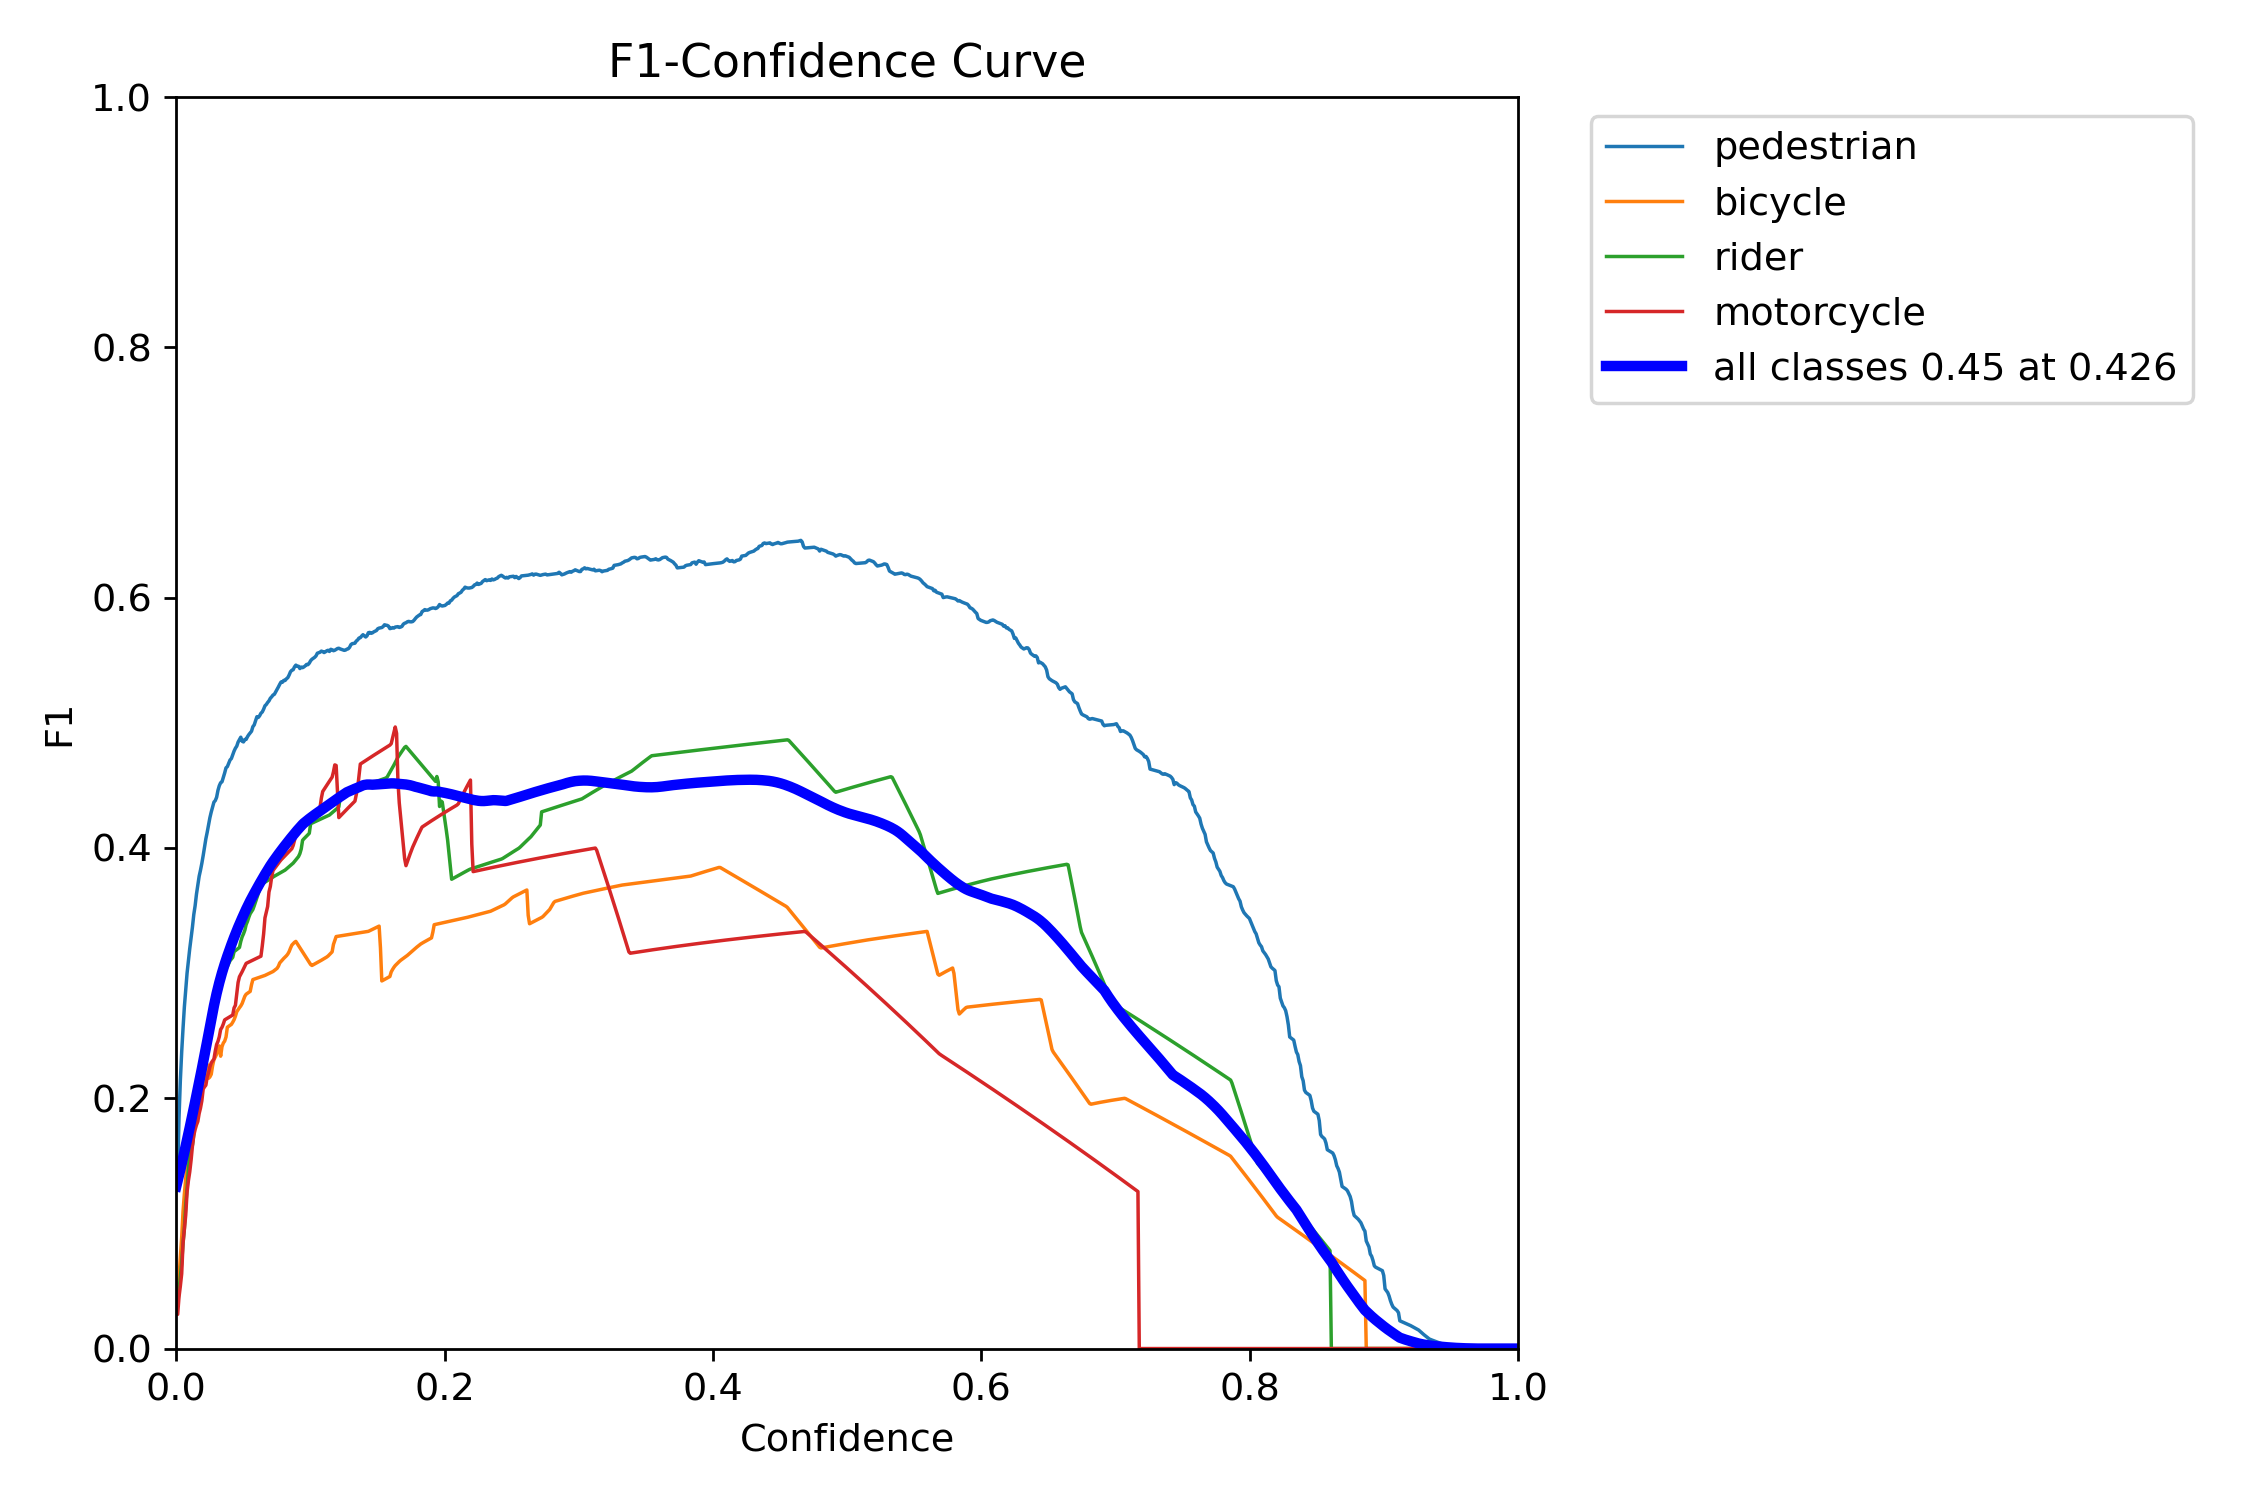 F1-Confidence Curve
1.0
0.8
0.6
0.4
0.2
0.0
F1
0.0 0.2 0.4 0.6 0.8 1.0
Confidence
pedestrian
bicycle
rider
motorcycle
all classes 0.45 at 0.426